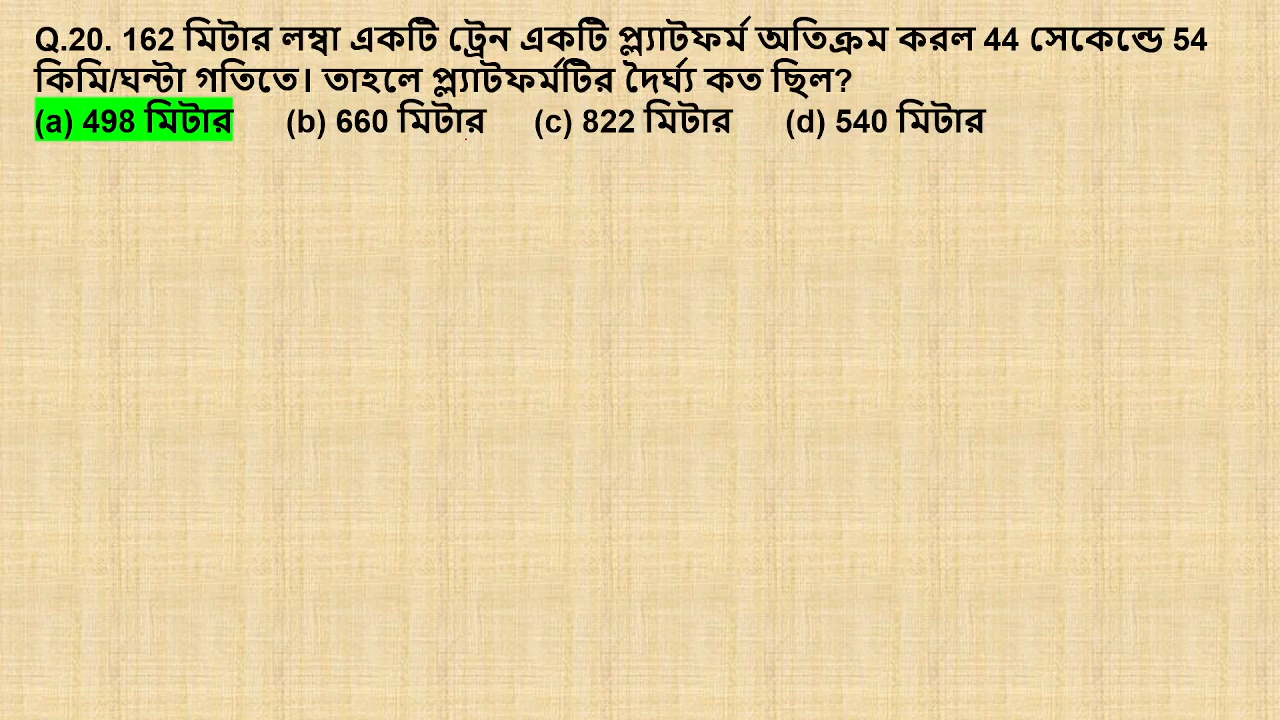 Q.20. 162 মিটার লম্বা একটি ট্রেন একটি প্ল্যাটফর্ম অতিক্রম করল 44 সেকেন্ডে 54
কিমি/ঘন্টা গতিতে। তাহলে প্ল্যাটফর্মটির দৈর্ঘ্য কত ছিল?
(a) 498 মিটার (b) 660 মিটার (c) 822 মিটার (d) 540 মিটার